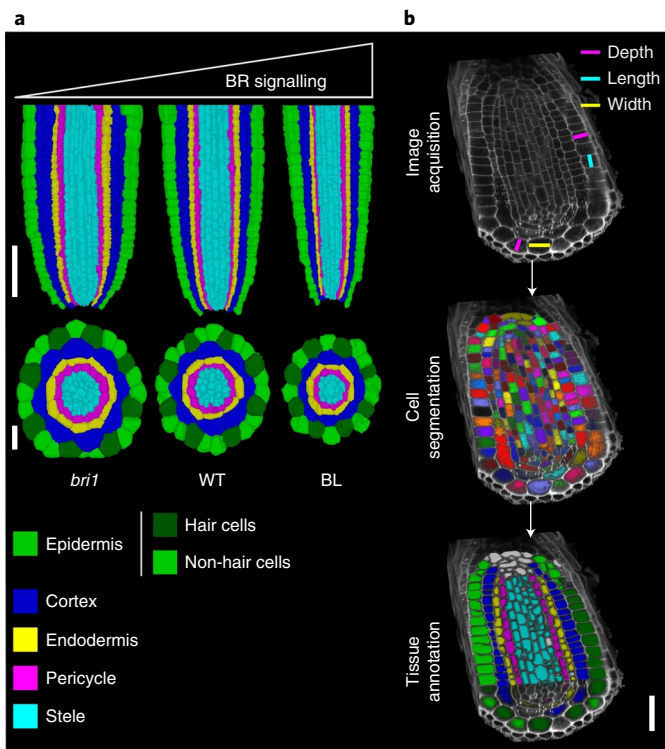 a
BR signalling
bri1
WT
BL
Epidermis
Hair cells
Non-hair cells
Cortex
Endodermis
Pericycle
Stele
b
Depth
Length
Width
Image
acquisition
Cell
segmentation
Tissue
annotation